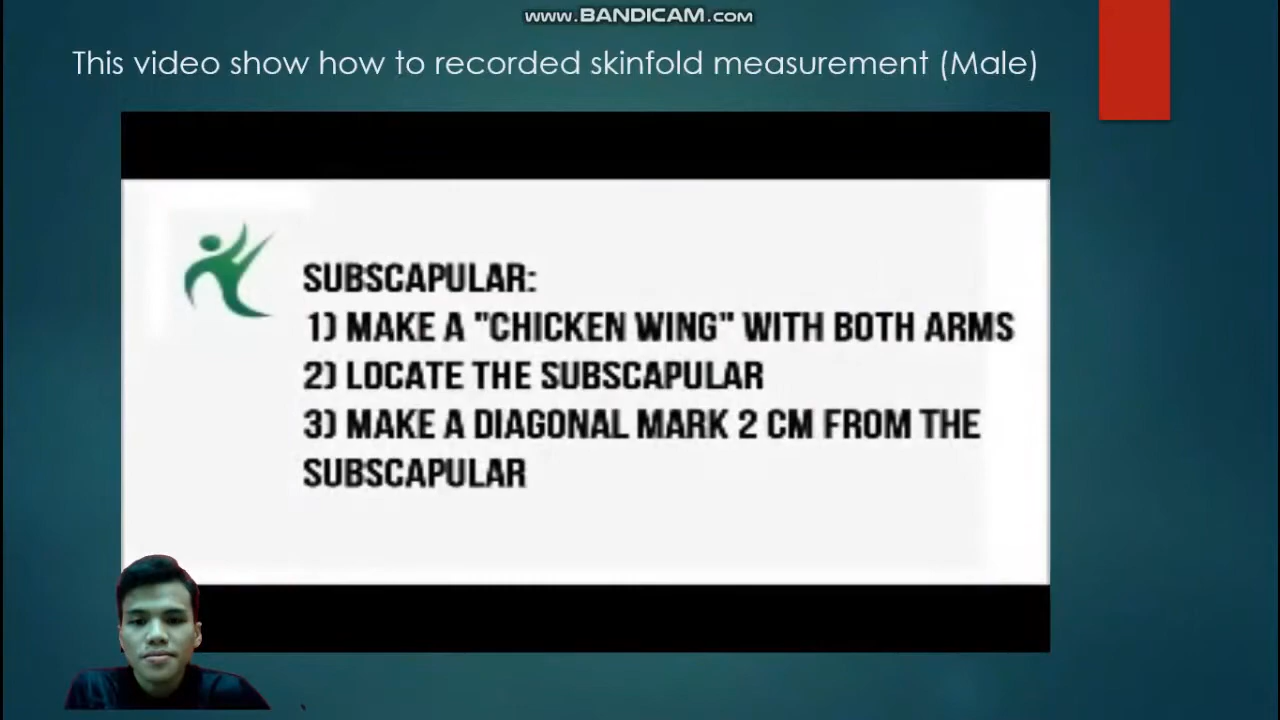 www.BANDICAM.com
This video show how to recorded skinfold measurement (Male)
SUBSCAPULAR:
1) MAKE A "CHICKEN WING" WITH BOTH ARMS
2) LOCATE THE SUBSCAPULAR
3) MAKE A DIAGONAL MARK 2 CM FROM THE
SUBSCAPULAR